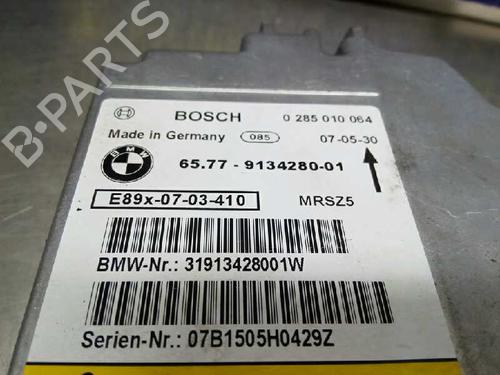 B-PARTS
BOSCH 0 285 010 064
Made in Germany 085 07-05-30
BMW
65.77 - 9134280-01
E89x-07-03-410 MRSZ5
BMW-Nr.: 31913428001W
Serien-Nr.: 07B1505H0429Z